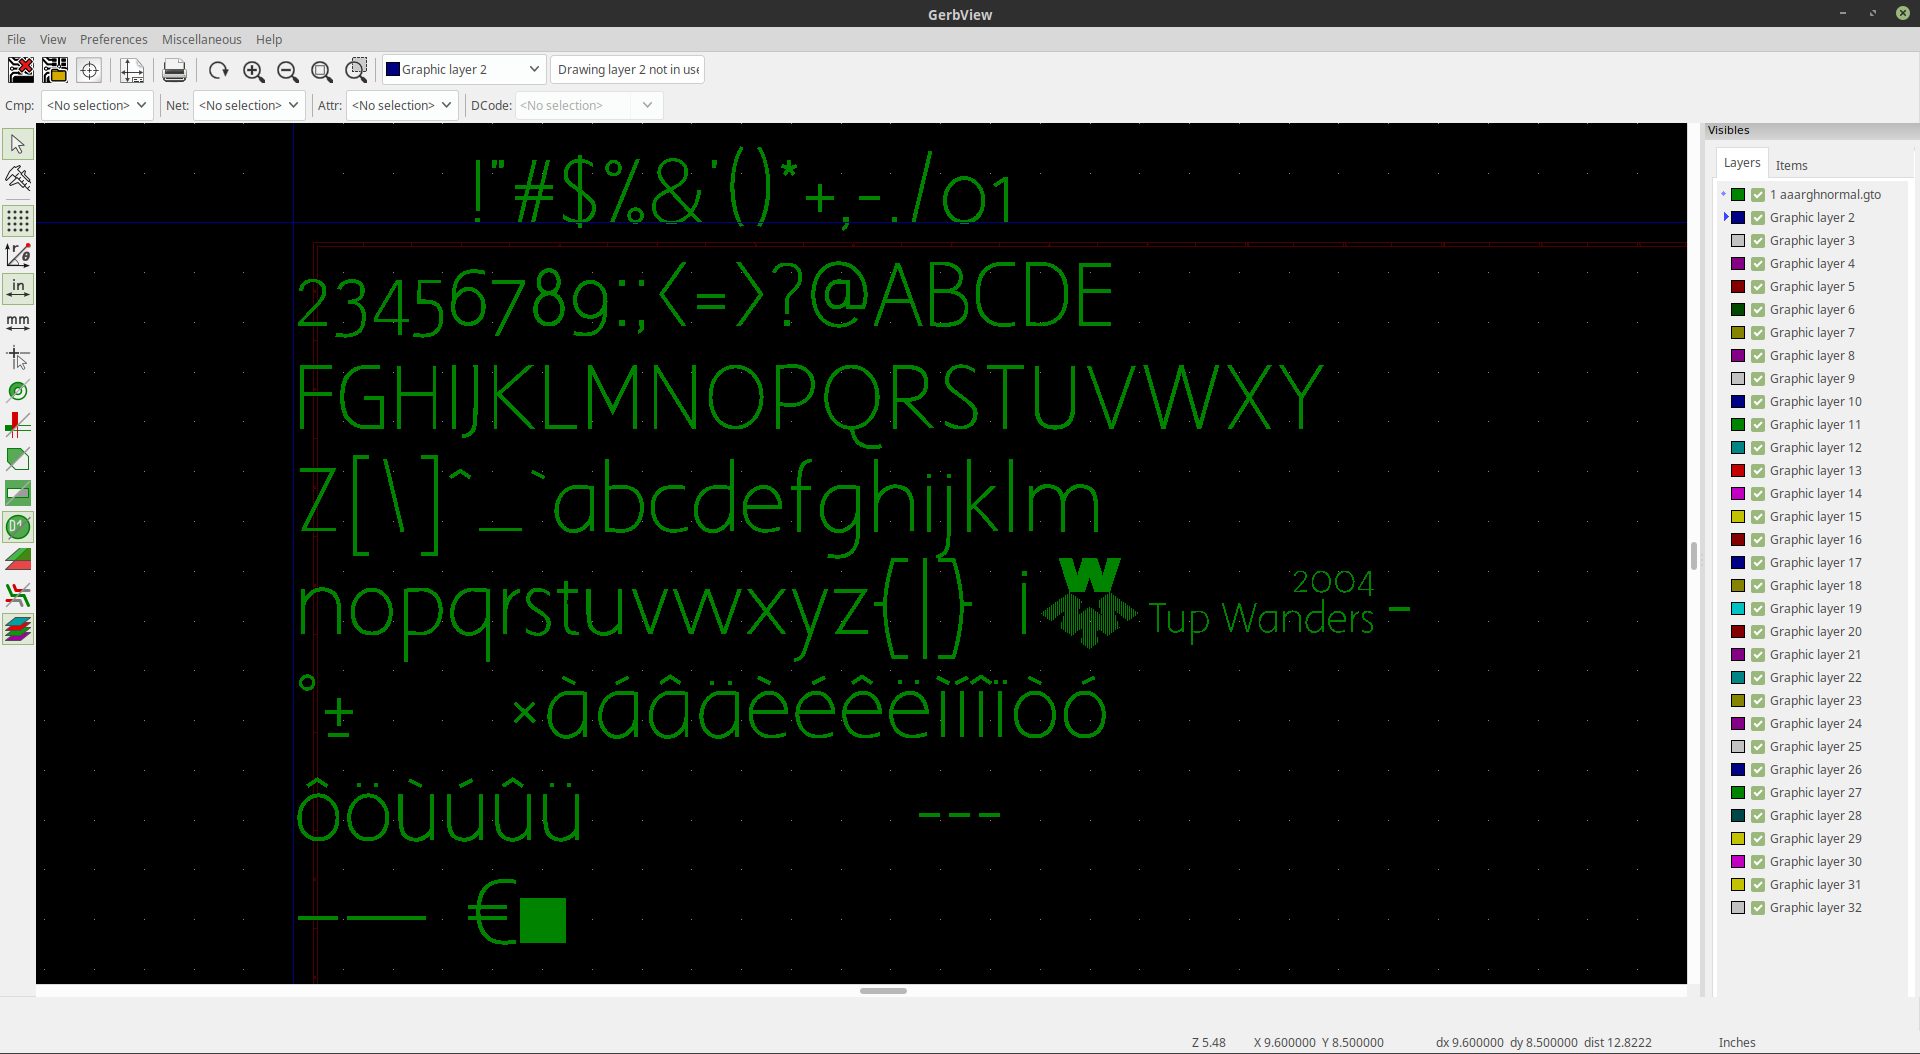 GerbView
File View Preferences Miscellaneous Help
Graphic layer 2 Drawing layer 2 not in use
Cmp: <No selection> Net: <No selection> Attr: <No selection> DCode: <No selection>
!"#$%&'()*+,-./01
23456789:;<=>?@ABCDE
FGHIJKLMNOPQRSTUVWXY
Z[\]^_`abcdefghijklm
nopqrstuvwxyz{|} i W 2004
Tup Wanders -
°± ×àáâäèéêëìíîïòó
ôöùúûü ---
—— €■
in
mm
Visibles
Layers Items
1 aaarghnormal.gto
Graphic layer 2
Graphic layer 3
Graphic layer 4
Graphic layer 5
Graphic layer 6
Graphic layer 7
Graphic layer 8
Graphic layer 9
Graphic layer 10
Graphic layer 11
Graphic layer 12
Graphic layer 13
Graphic layer 14
Graphic layer 15
Graphic layer 16
Graphic layer 17
Graphic layer 18
Graphic layer 19
Graphic layer 20
Graphic layer 21
Graphic layer 22
Graphic layer 23
Graphic layer 24
Graphic layer 25
Graphic layer 26
Graphic layer 27
Graphic layer 28
Graphic layer 29
Graphic layer 30
Graphic layer 31
Graphic layer 32
Z 5.48 X 9.600000 Y 8.500000 dx 9.600000 dy 8.500000 dist 12.8222 Inches